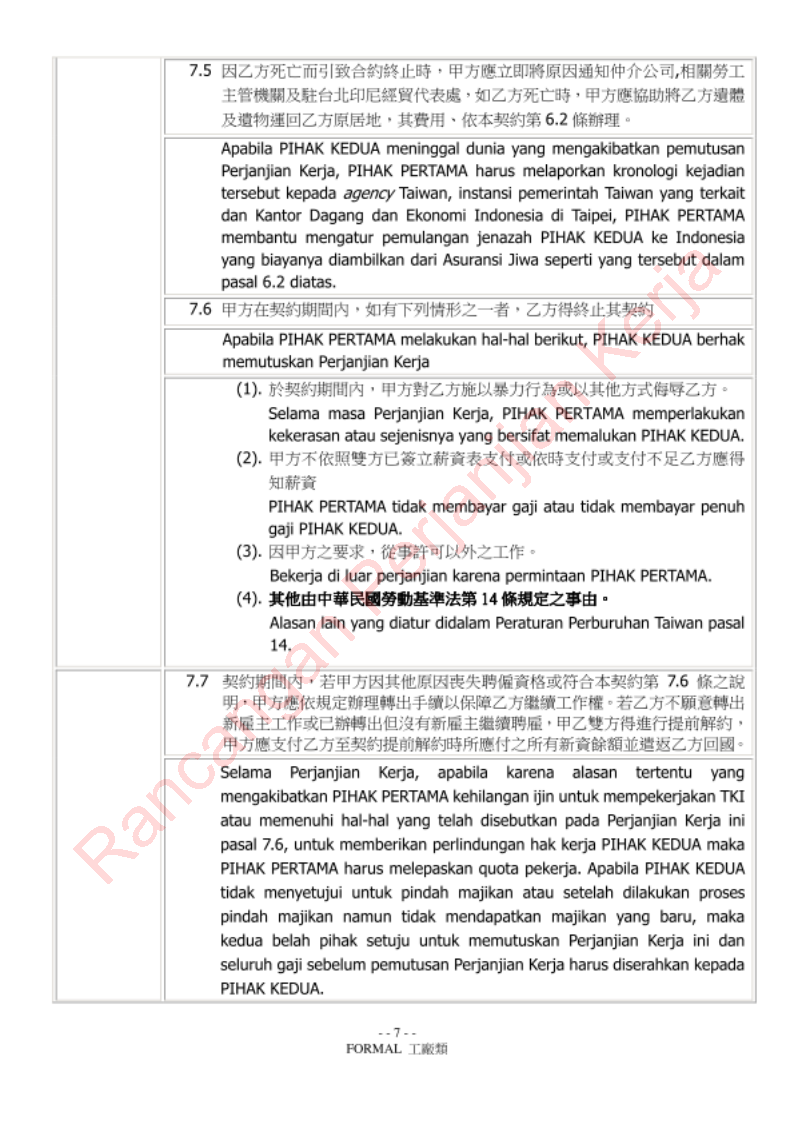 7.5 因乙方死亡而引致合約終止時，甲方應立即將原因通知仲介公司,相關勞工
主管機關及駐台北印尼經貿代表處，如乙方死亡時，甲方應協助將乙方遺體
及遺物運回乙方原居地，其費用、依本契約第 6.2 條辦理。
Apabila PIHAK KEDUA meninggal dunia yang mengakibatkan pemutusan
Perjanjian Kerja, PIHAK PERTAMA harus melaporkan kronologi kejadian
tersebut kepada agency Taiwan, instansi pemerintah Taiwan yang terkait
dan Kantor Dagang dan Ekonomi Indonesia di Taipei, PIHAK PERTAMA
membantu mengatur pemulangan jenazah PIHAK KEDUA ke Indonesia
yang biayanya diambilkan dari Asuransi Jiwa seperti yang tersebut dalam
pasal 6.2 diatas.
7.6 甲方在契約期間內，如有下列情形之一者，乙方得終止其契約
Apabila PIHAK PERTAMA melakukan hal-hal berikut, PIHAK KEDUA berhak
memutuskan Perjanjian Kerja
(1). 於契約期間內，甲方對乙方施以暴力行為或以其他方式侮辱乙方。
Selama masa Perjanjian Kerja, PIHAK PERTAMA memperlakukan
kekerasan atau sejenisnya yang bersifat memalukan PIHAK KEDUA.
(2). 甲方不依照雙方已簽立薪資表支付或依時支付或支付不足乙方應得
知薪資
PIHAK PERTAMA tidak membayar gaji atau tidak membayar penuh
gaji PIHAK KEDUA.
(3). 因甲方之要求，從事許可以外之工作。
Bekerja di luar perjanjian karena permintaan PIHAK PERTAMA.
(4). 其他由中華民國勞動基準法第 14 條規定之事由。
Alasan lain yang diatur didalam Peraturan Perburuhan Taiwan pasal
14.
7.7 契約期間內，若甲方因其他原因喪失聘僱資格或符合本契約第 7.6 條之說
明，甲方應依規定辦理轉出手續以保障乙方繼續工作權。若乙方不願意轉出
新雇主工作或已辦轉出但沒有新雇主繼續聘雇，甲乙雙方得進行提前解約，
甲方應支付乙方至契約提前解約時所應付之所有新資餘額並遣返乙方回國。
Selama Perjanjian Kerja, apabila karena alasan tertentu yang
mengakibatkan PIHAK PERTAMA kehilangan ijin untuk mempekerjakan TKI
atau memenuhi hal-hal yang telah disebutkan pada Perjanjian Kerja ini
pasal 7.6, untuk memberikan perlindungan hak kerja PIHAK KEDUA maka
PIHAK PERTAMA harus melepaskan quota pekerja. Apabila PIHAK KEDUA
tidak menyetujui untuk pindah majikan atau setelah dilakukan proses
pindah majikan namun tidak mendapatkan majikan yang baru, maka
kedua belah pihak setuju untuk memutuskan Perjanjian Kerja ini dan
seluruh gaji sebelum pemutusan Perjanjian Kerja harus diserahkan kepada
PIHAK KEDUA.
Rancangan Perjanjian Kerja
- - 7 - -
FORMAL 工廠類